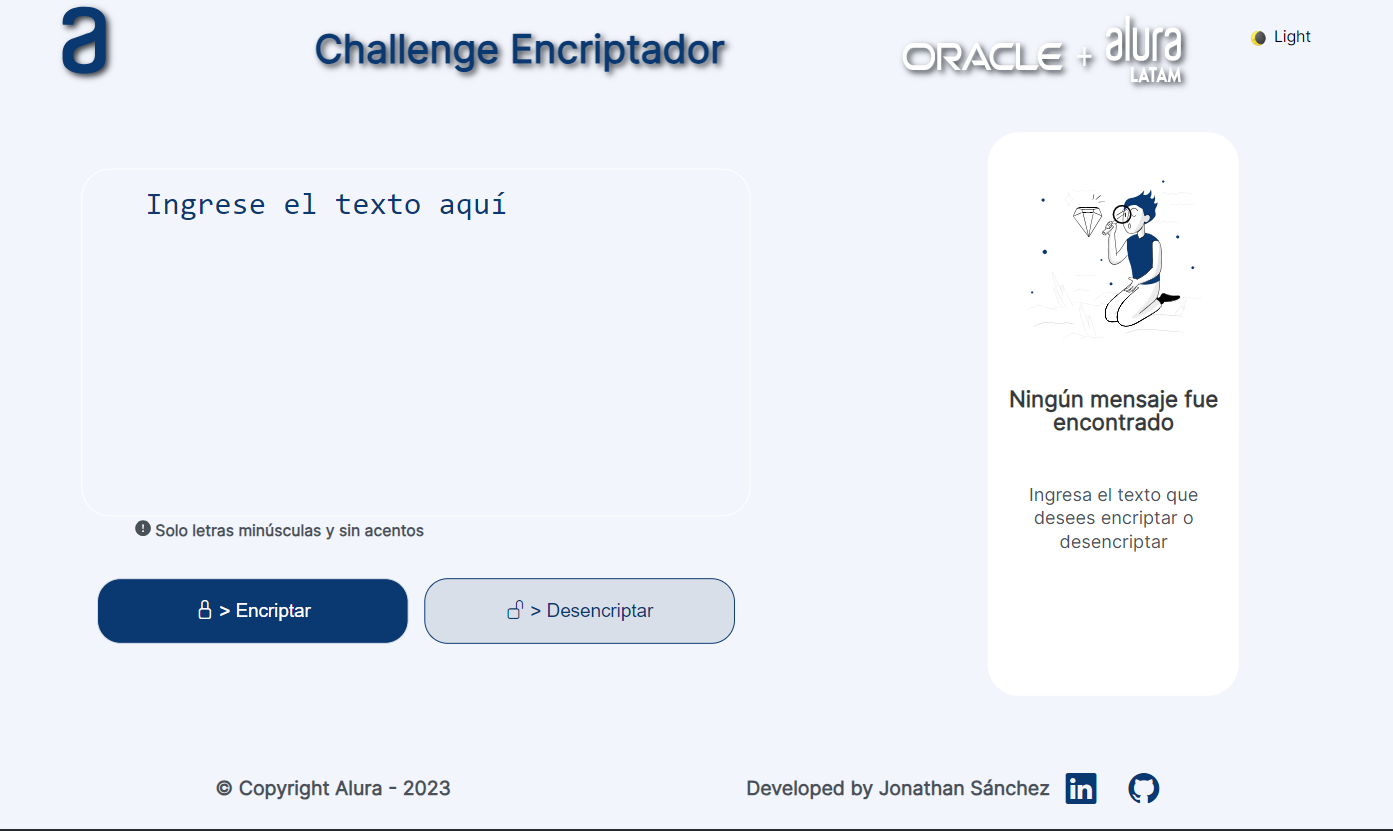 a
Challenge Encriptador
ORACLE + alura
LATAM
Light
Ingrese el texto aquí
Ningún mensaje fue
encontrado
Ingresa el texto que
desees encriptar o
desencriptar
! Solo letras minúsculas y sin acentos
> Encriptar
> Desencriptar
© Copyright Alura - 2023
Developed by Jonathan Sánchez in